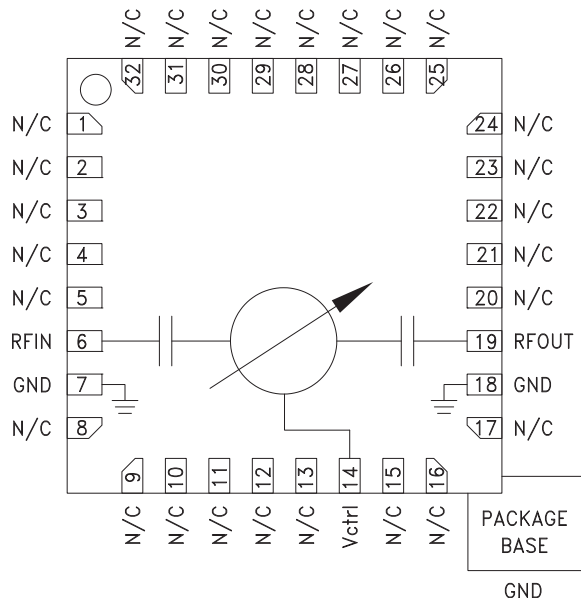 N/C N/C N/C N/C N/C N/C N/C N/C
32 31 30 29 28 27 26 25
N/C 1 24 N/C
N/C 2 23 N/C
N/C 3 22 N/C
N/C 4 21 N/C
N/C 5 20 N/C
RFIN 6 19 RFOUT
GND 7 18 GND
N/C 8 17 N/C
9 10 11 12 13 14 15 16
N/C N/C N/C N/C N/C Vctrl N/C N/C
PACKAGE
BASE
GND